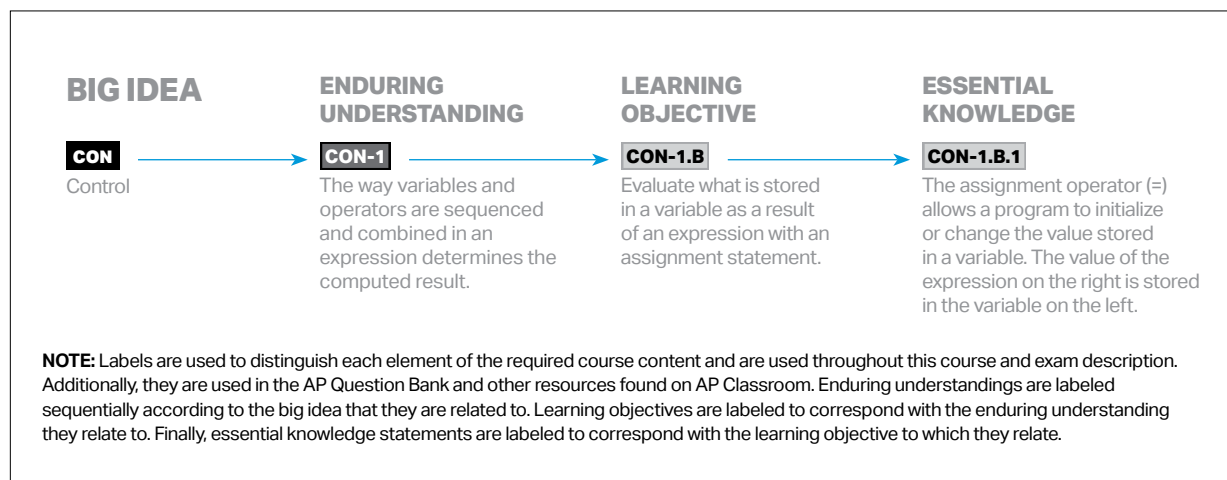 BIG IDEA
CON
Control
ENDURING
UNDERSTANDING
CON-1
The way variables and
operators are sequenced
and combined in an
expression determines the
computed result.
LEARNING
OBJECTIVE
CON-1.B
Evaluate what is stored
in a variable as a result
of an expression with an
assignment statement.
ESSENTIAL
KNOWLEDGE
CON-1.B.1
The assignment operator (=)
allows a program to initialize
or change the value stored
in a variable. The value of the
expression on the right is stored
in the variable on the left.
NOTE: Labels are used to distinguish each element of the required course content and are used throughout this course and exam description.
Additionally, they are used in the AP Question Bank and other resources found on AP Classroom. Enduring understandings are labeled
sequentially according to the big idea that they are related to. Learning objectives are labeled to correspond with the enduring understanding
they relate to. Finally, essential knowledge statements are labeled to correspond with the learning objective to which they relate.